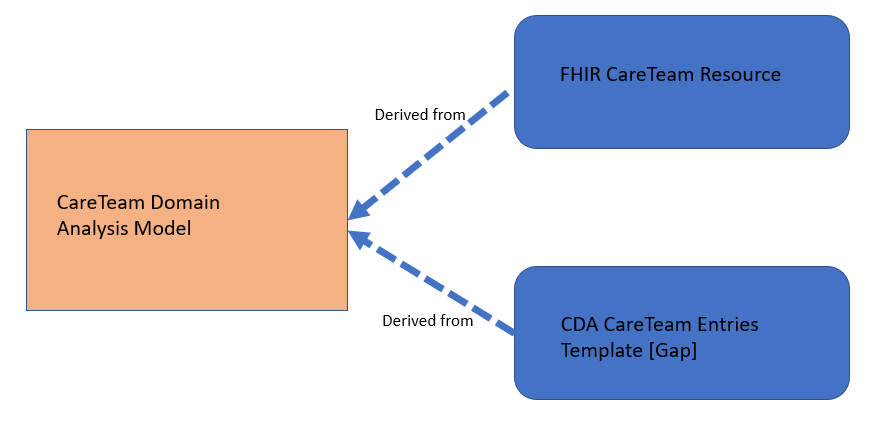 FHIR CareTeam Resource
Derived from
CareTeam Domain
Analysis Model
Derived from
CDA CareTeam Entries
Template [Gap]